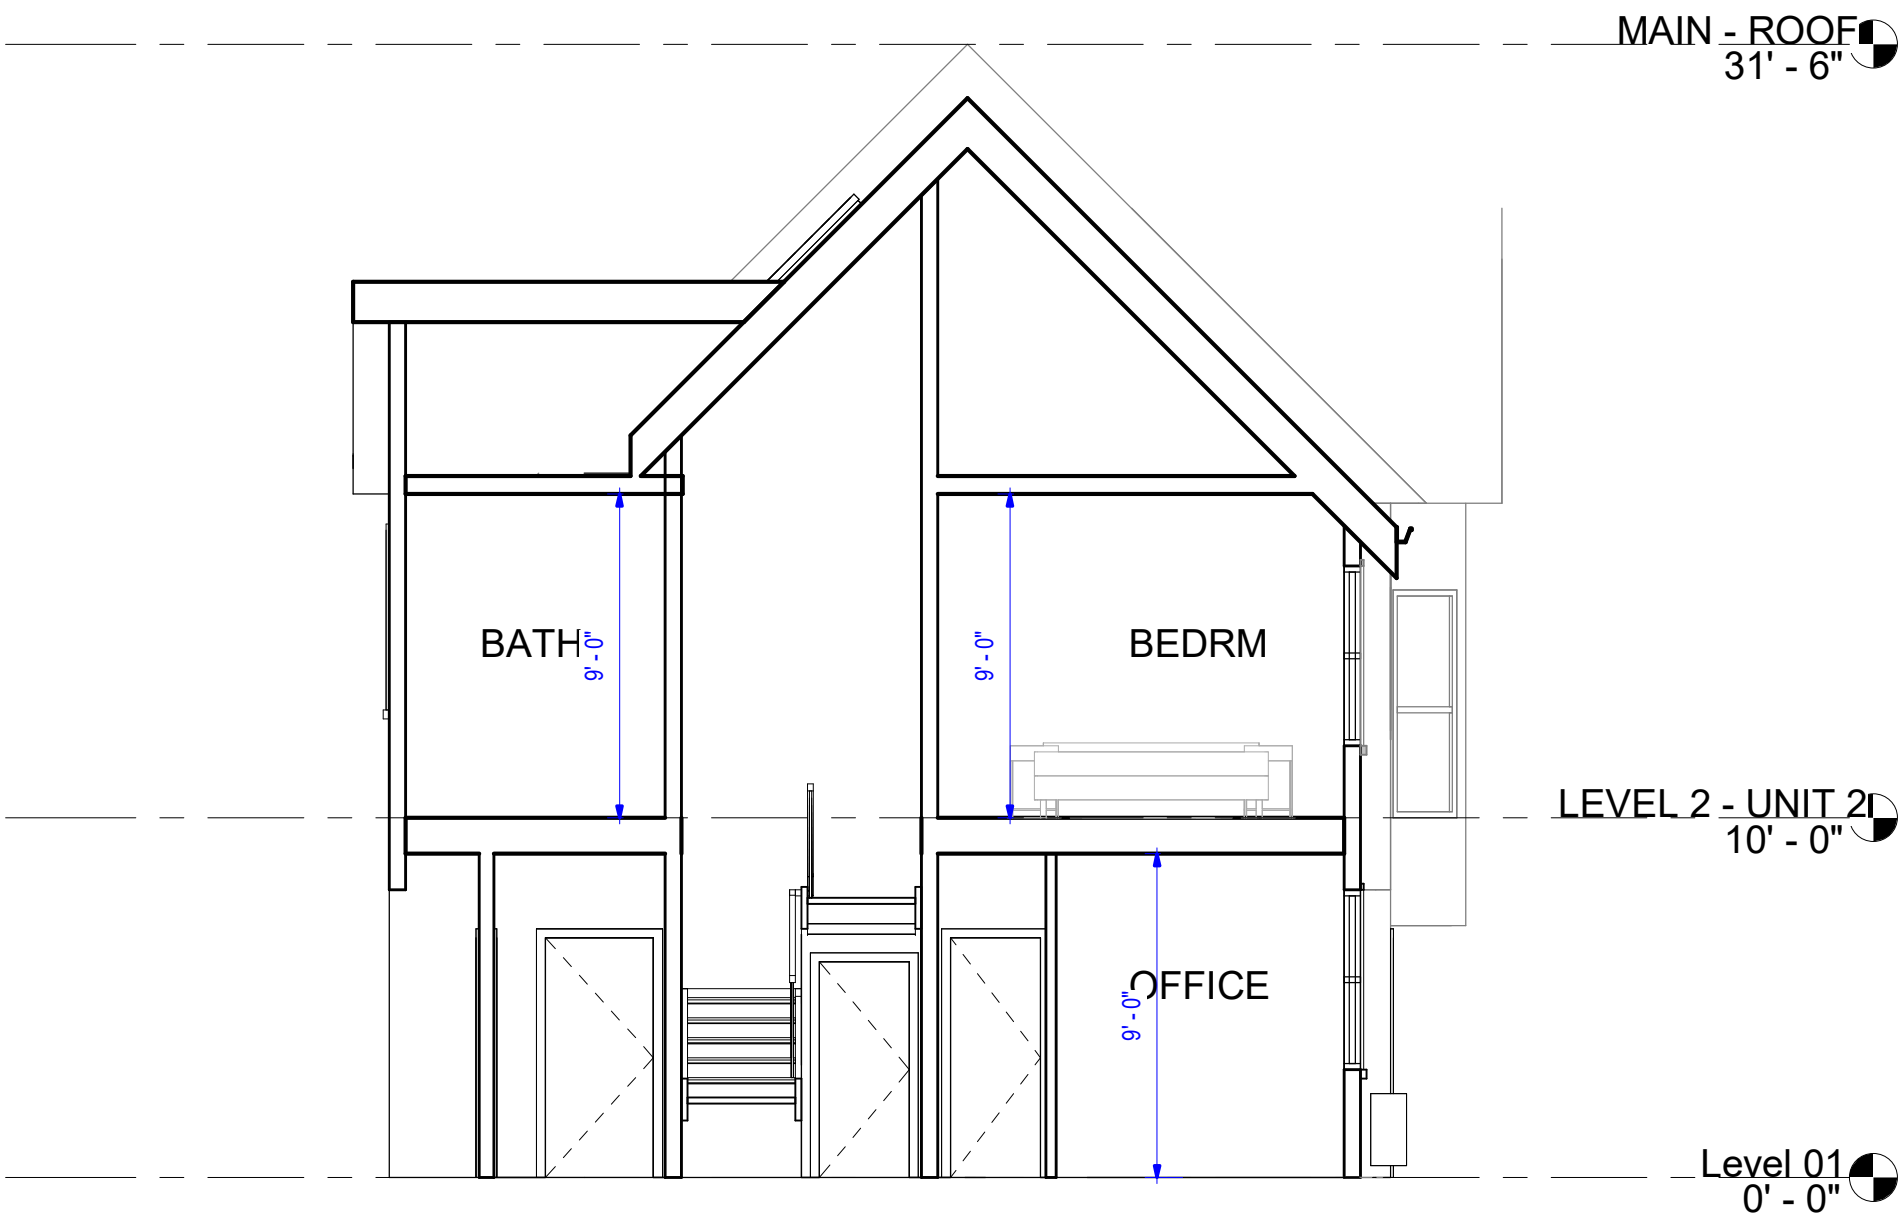 MAIN - ROOF
31' - 6"
BATH
9' - 0"
9' - 0"
BEDRM
LEVEL 2 - UNIT 2
10' - 0"
OFFICE
9' - 0"
Level 01
0' - 0"